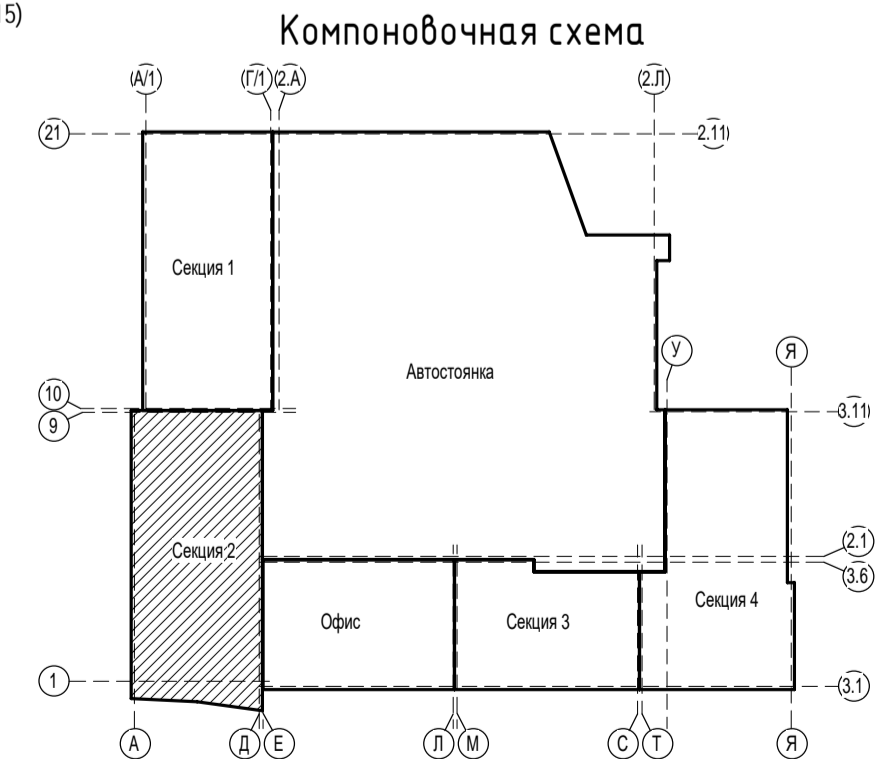 15)
Компоновочная схема
А/1 Г/1 2.А 2.Л
21 2.11
Секция 1
У Я
Автостоянка
10
9 3.11
2.1
Секция 2
3.6
Секция 4
Офис Секция 3
1 3.1
А Д Е Л М С Т Я